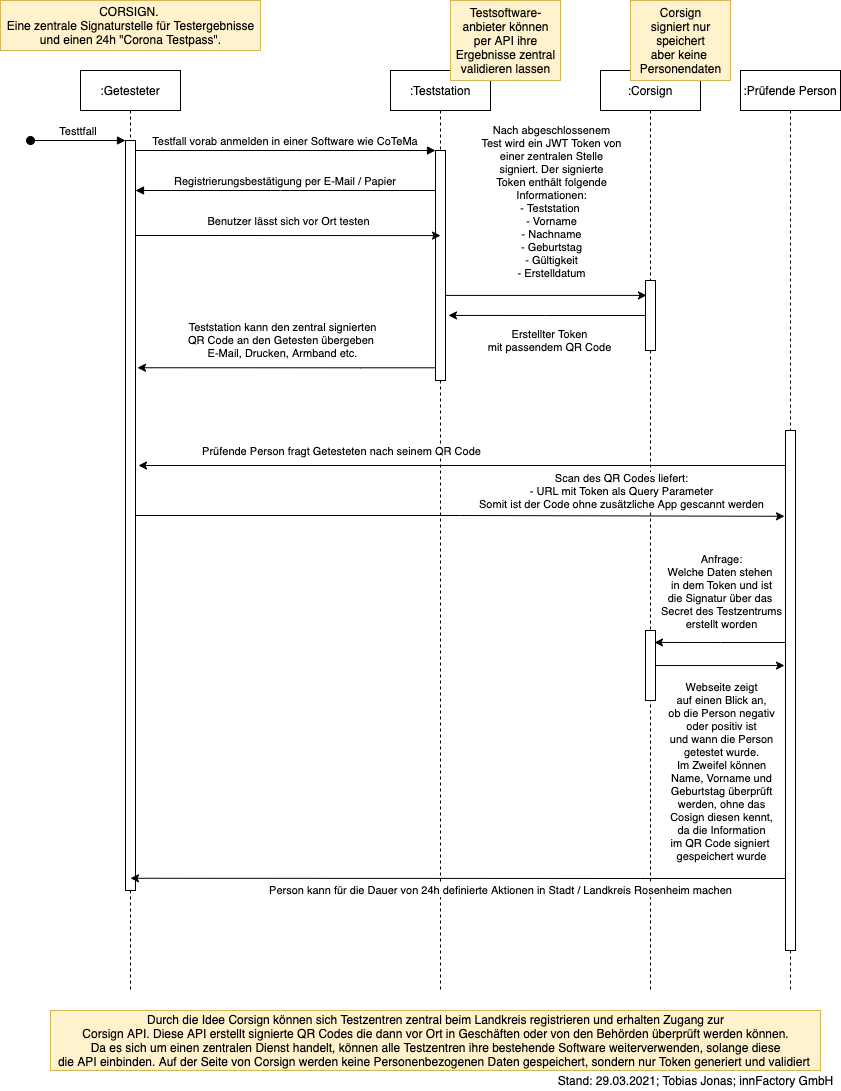 CORSIGN.
Eine zentrale Signaturstelle für Testergebnisse
und einen 24h "Corona Testpass".
Testsoftware-
anbieter können
per API ihre
Ergebnisse zentral
validieren lassen
Corsign
signiert nur
speichert
aber keine
Personendaten
:Getesteter
:Teststation
:Corsign
:Prüfende Person
Testtfall
Testfall vorab anmelden in einer Software wie CoTeMa
Registrierungsbestätigung per E-Mail / Papier
Benutzer lässt sich vor Ort testen
Nach abgeschlossenem
Test wird ein JWT Token von
einer zentralen Stelle
signiert. Der signierte
Token enthält folgende
Informationen:
- Teststation
- Vorname
- Nachname
- Geburtstag
- Gültigkeit
- Erstelldatum
Erstellter Token
mit passendem QR Code
Teststation kann den zentral signierten
QR Code an den Getesten übergeben
E-Mail, Drucken, Armband etc.
Prüfende Person fragt Getesteten nach seinem QR Code
Scan des QR Codes liefert:
- URL mit Token als Query Parameter
Somit ist der Code ohne zusätzliche App gescannt werden
Anfrage:
Welche Daten stehen
in dem Token und ist
die Signatur über das
Secret des Testzentrums
erstellt worden
Webseite zeigt
auf einen Blick an,
ob die Person negativ
oder positiv ist
und wann die Person
getestet wurde.
Im Zweifel können
Name, Vorname und
Geburtstag überprüft
werden, ohne das
Cosign diesen kennt,
da die Information
im QR Code signiert
gespeichert wurde
Person kann für die Dauer von 24h definierte Aktionen in Stadt / Landkreis Rosenheim machen
Durch die Idee Corsign können sich Testzentren zentral beim Landkreis registrieren und erhalten Zugang zur
Corsign API. Diese API erstellt signierte QR Codes die dann vor Ort in Geschäften oder von den Behörden überprüft werden können.
Da es sich um einen zentralen Dienst handelt, können alle Testzentren ihre bestehende Software weiterverwenden, solange diese
die API einbinden. Auf der Seite von Corsign werden keine Personenbezogenen Daten gespeichert, sondern nur Token generiert und validiert
Stand: 29.03.2021; Tobias Jonas; innFactory GmbH